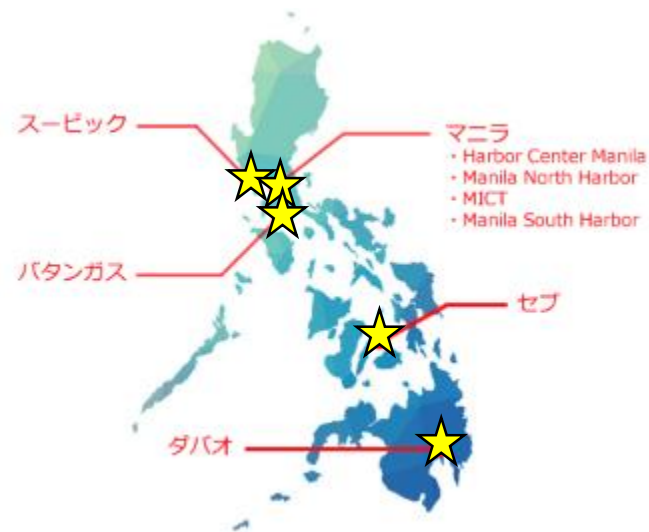 スービック
マニラ
・Harbor Center Manila
・Manila North Harbor
・MICT
・Manila South Harbor
バタンガス
セブ
ダバオ